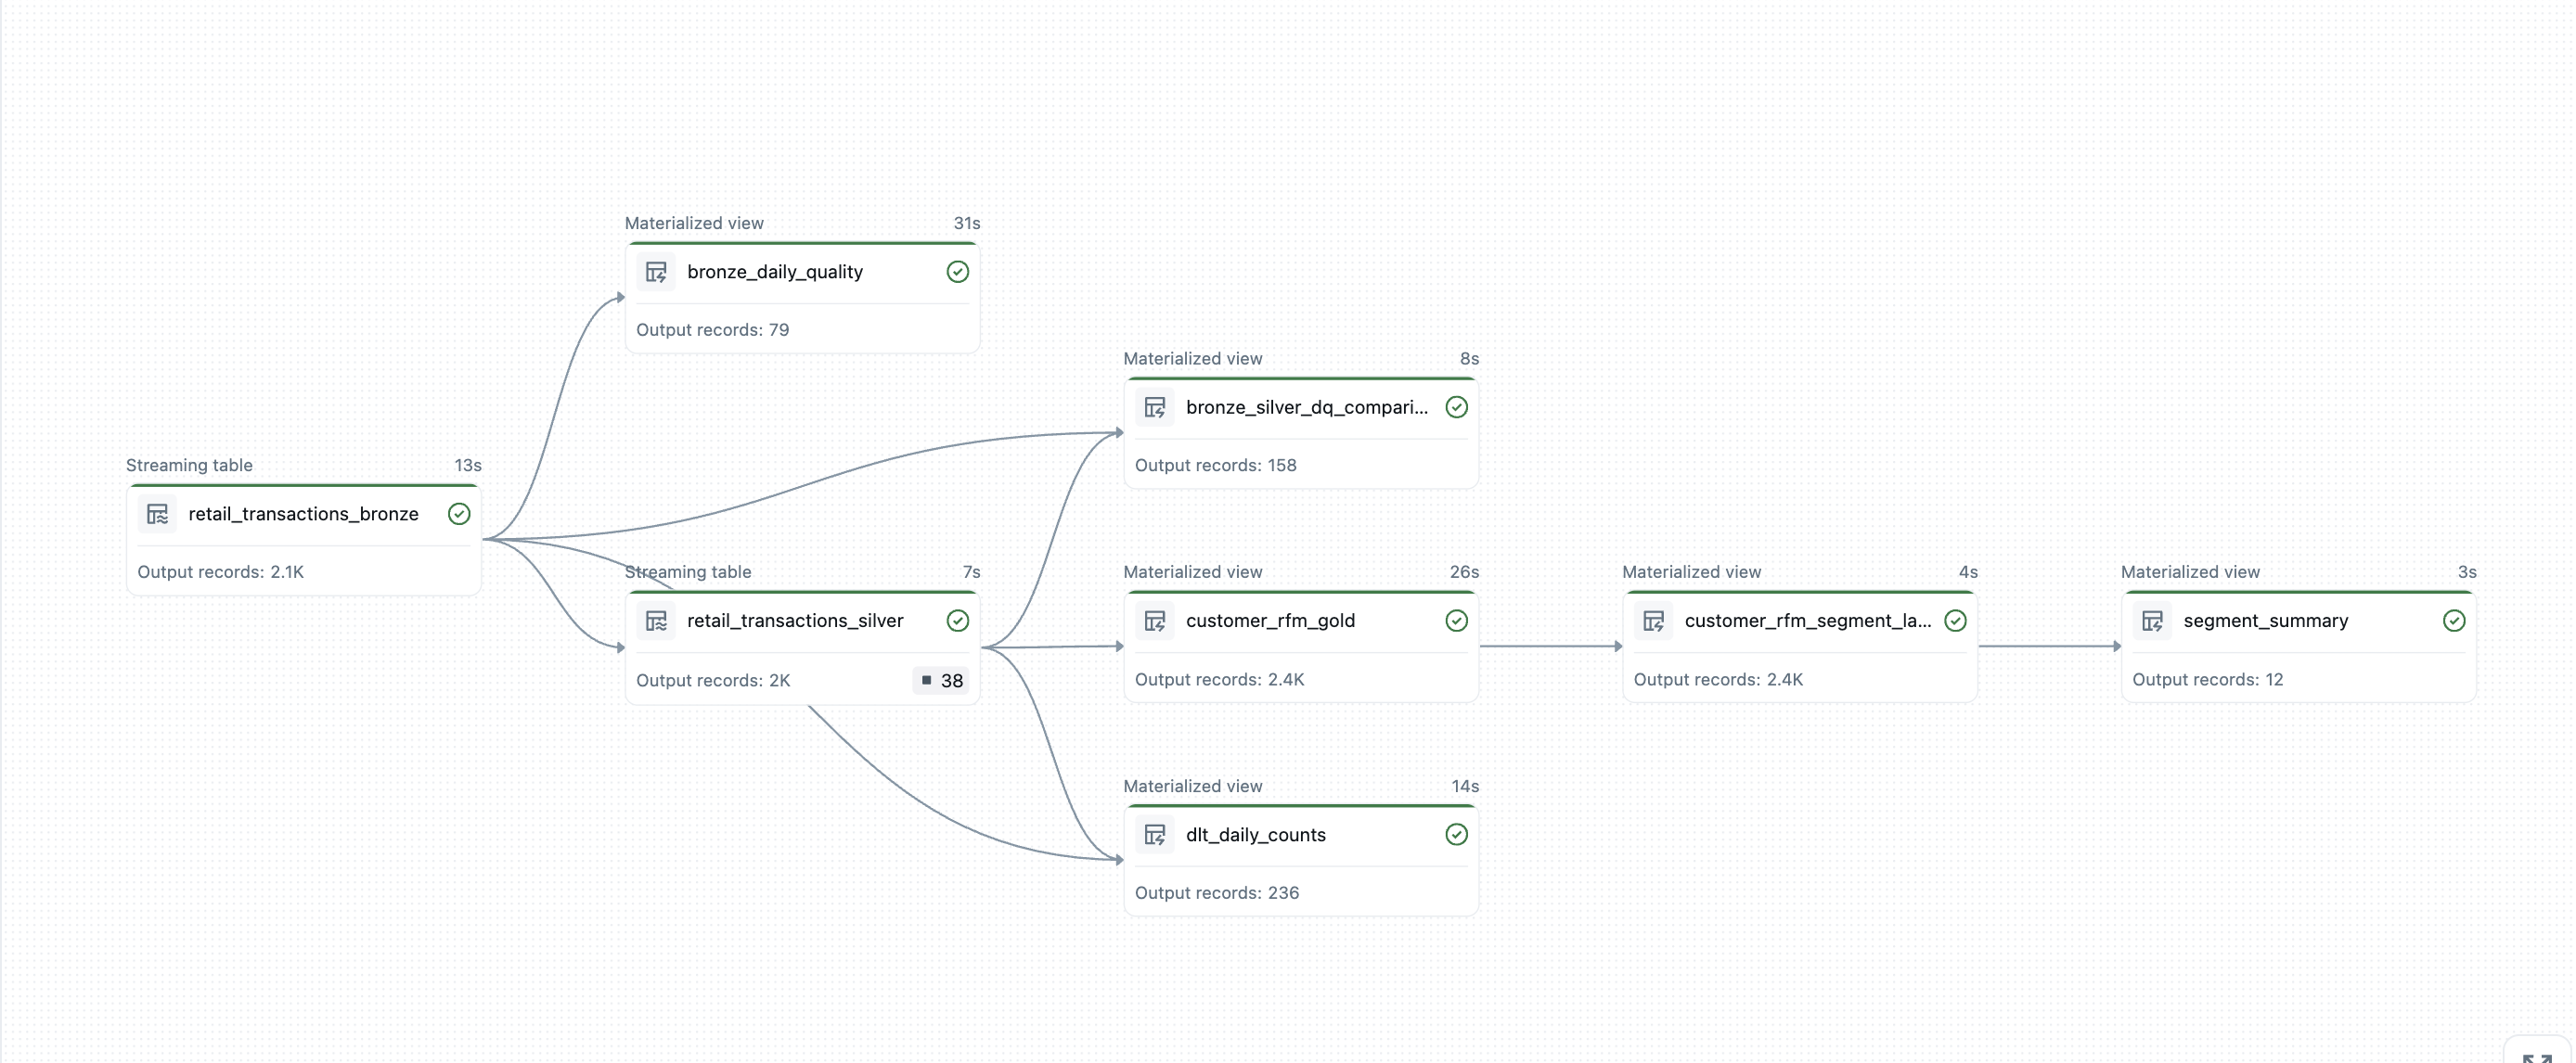 Materialized view 31s
bronze_daily_quality
Output records: 79
Materialized view 8s
bronze_silver_dq_compari...
Output records: 158
Streaming table 13s
retail_transactions_bronze
Output records: 2.1K
Streaming table 7s
retail_transactions_silver
Output records: 2K 38
Materialized view 26s
customer_rfm_gold
Output records: 2.4K
Materialized view 4s
customer_rfm_segment_la...
Output records: 2.4K
Materialized view 3s
segment_summary
Output records: 12
Materialized view 14s
dlt_daily_counts
Output records: 236